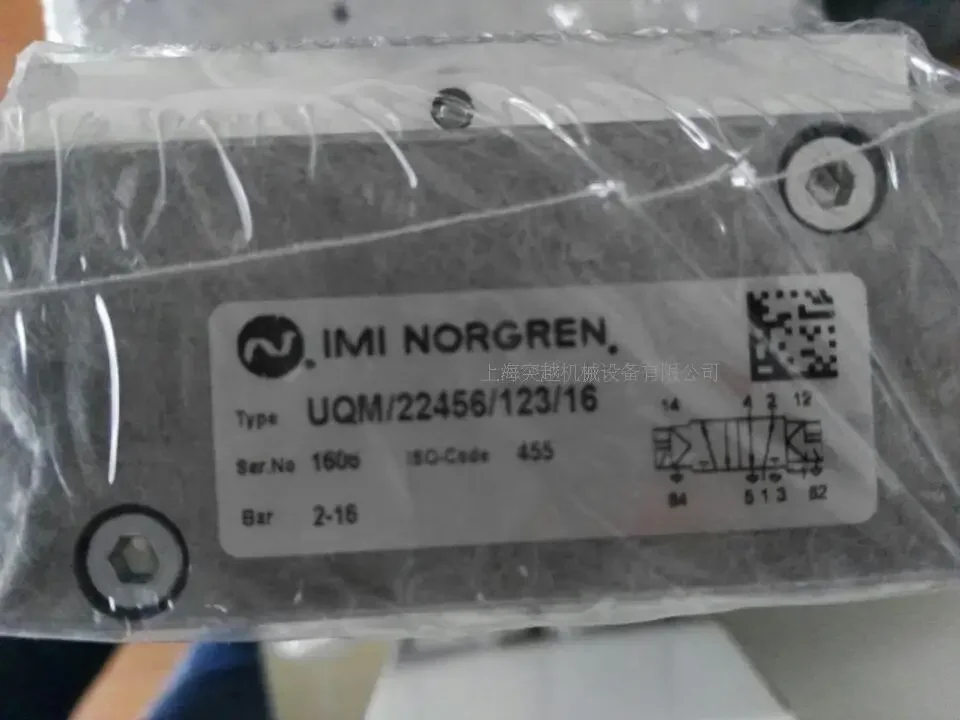 IMI NORGREN.
上海突越机械设备有限公司
Type UQM/22456/123/16
Ser.No 1606 ISO-Code 455
Bar 2-16
14 4 2 12
84 5 1 3 82